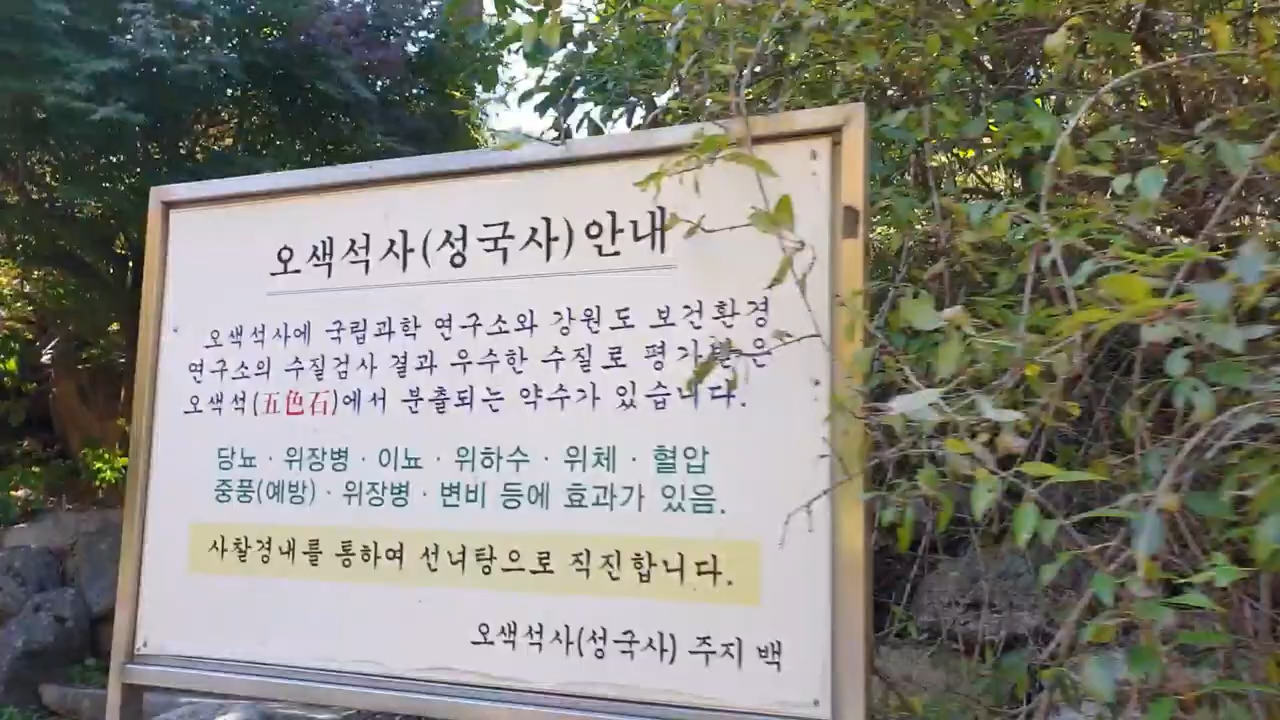 오색석사(성국사)안내
오색석사에 국립과학 연구소와 강원도 보건환경
연구소의 수질검사 결과 우수한 수질로 평가받은
오색석(五色石)에서 분출되는 약수가 있습니다.
당뇨·위장병·이뇨·위하수·위체·혈압
중풍(예방)·위장병·변비 등에 효과가 있음.
사찰경내를 통하여 선녀탕으로 직진합니다.
오색석사(성국사) 주지 백